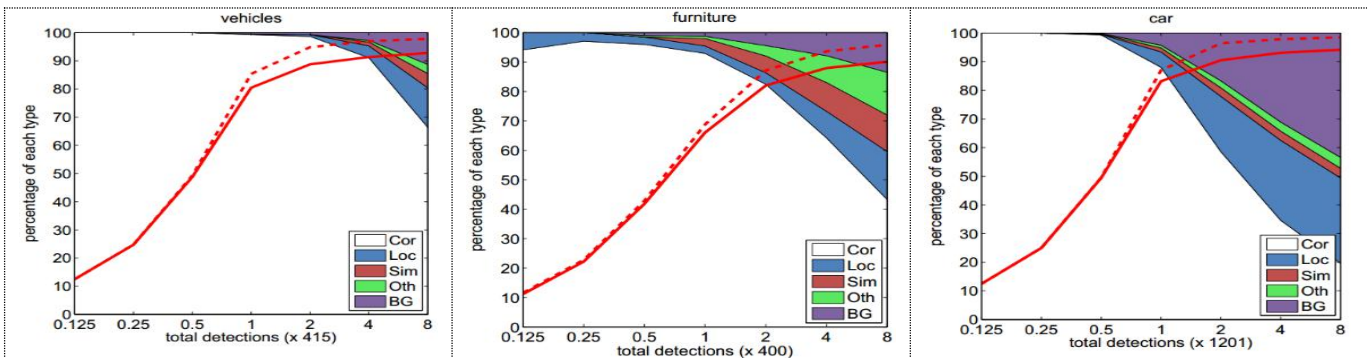 vehicles
percentage of each type
100
90
80
70
60
50
40
30
20
10
0
Cor
Loc
Sim
Oth
BG
0.125 0.25 0.5 1 2 4 8
total detections (x 415)
furniture
percentage of each type
100
90
80
70
60
50
40
30
20
10
0
Cor
Loc
Sim
Oth
BG
0.125 0.25 0.5 1 2 4 8
total detections (x 400)
car
percentage of each type
100
90
80
70
60
50
40
30
20
10
0
Cor
Loc
Sim
Oth
BG
0.125 0.25 0.5 1 2 4 8
total detections (x 1201)